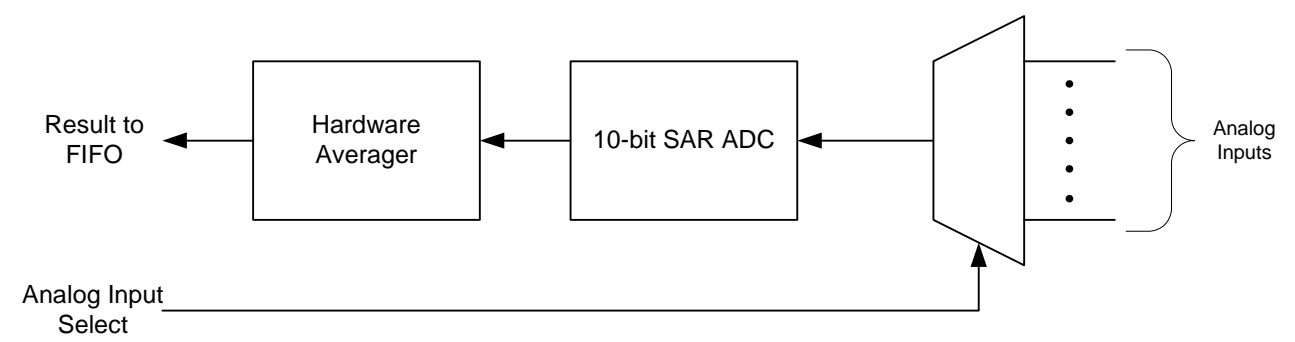 Result to
FIFO
Hardware
Averager
10-bit SAR ADC
Analog
Inputs
Analog Input
Select